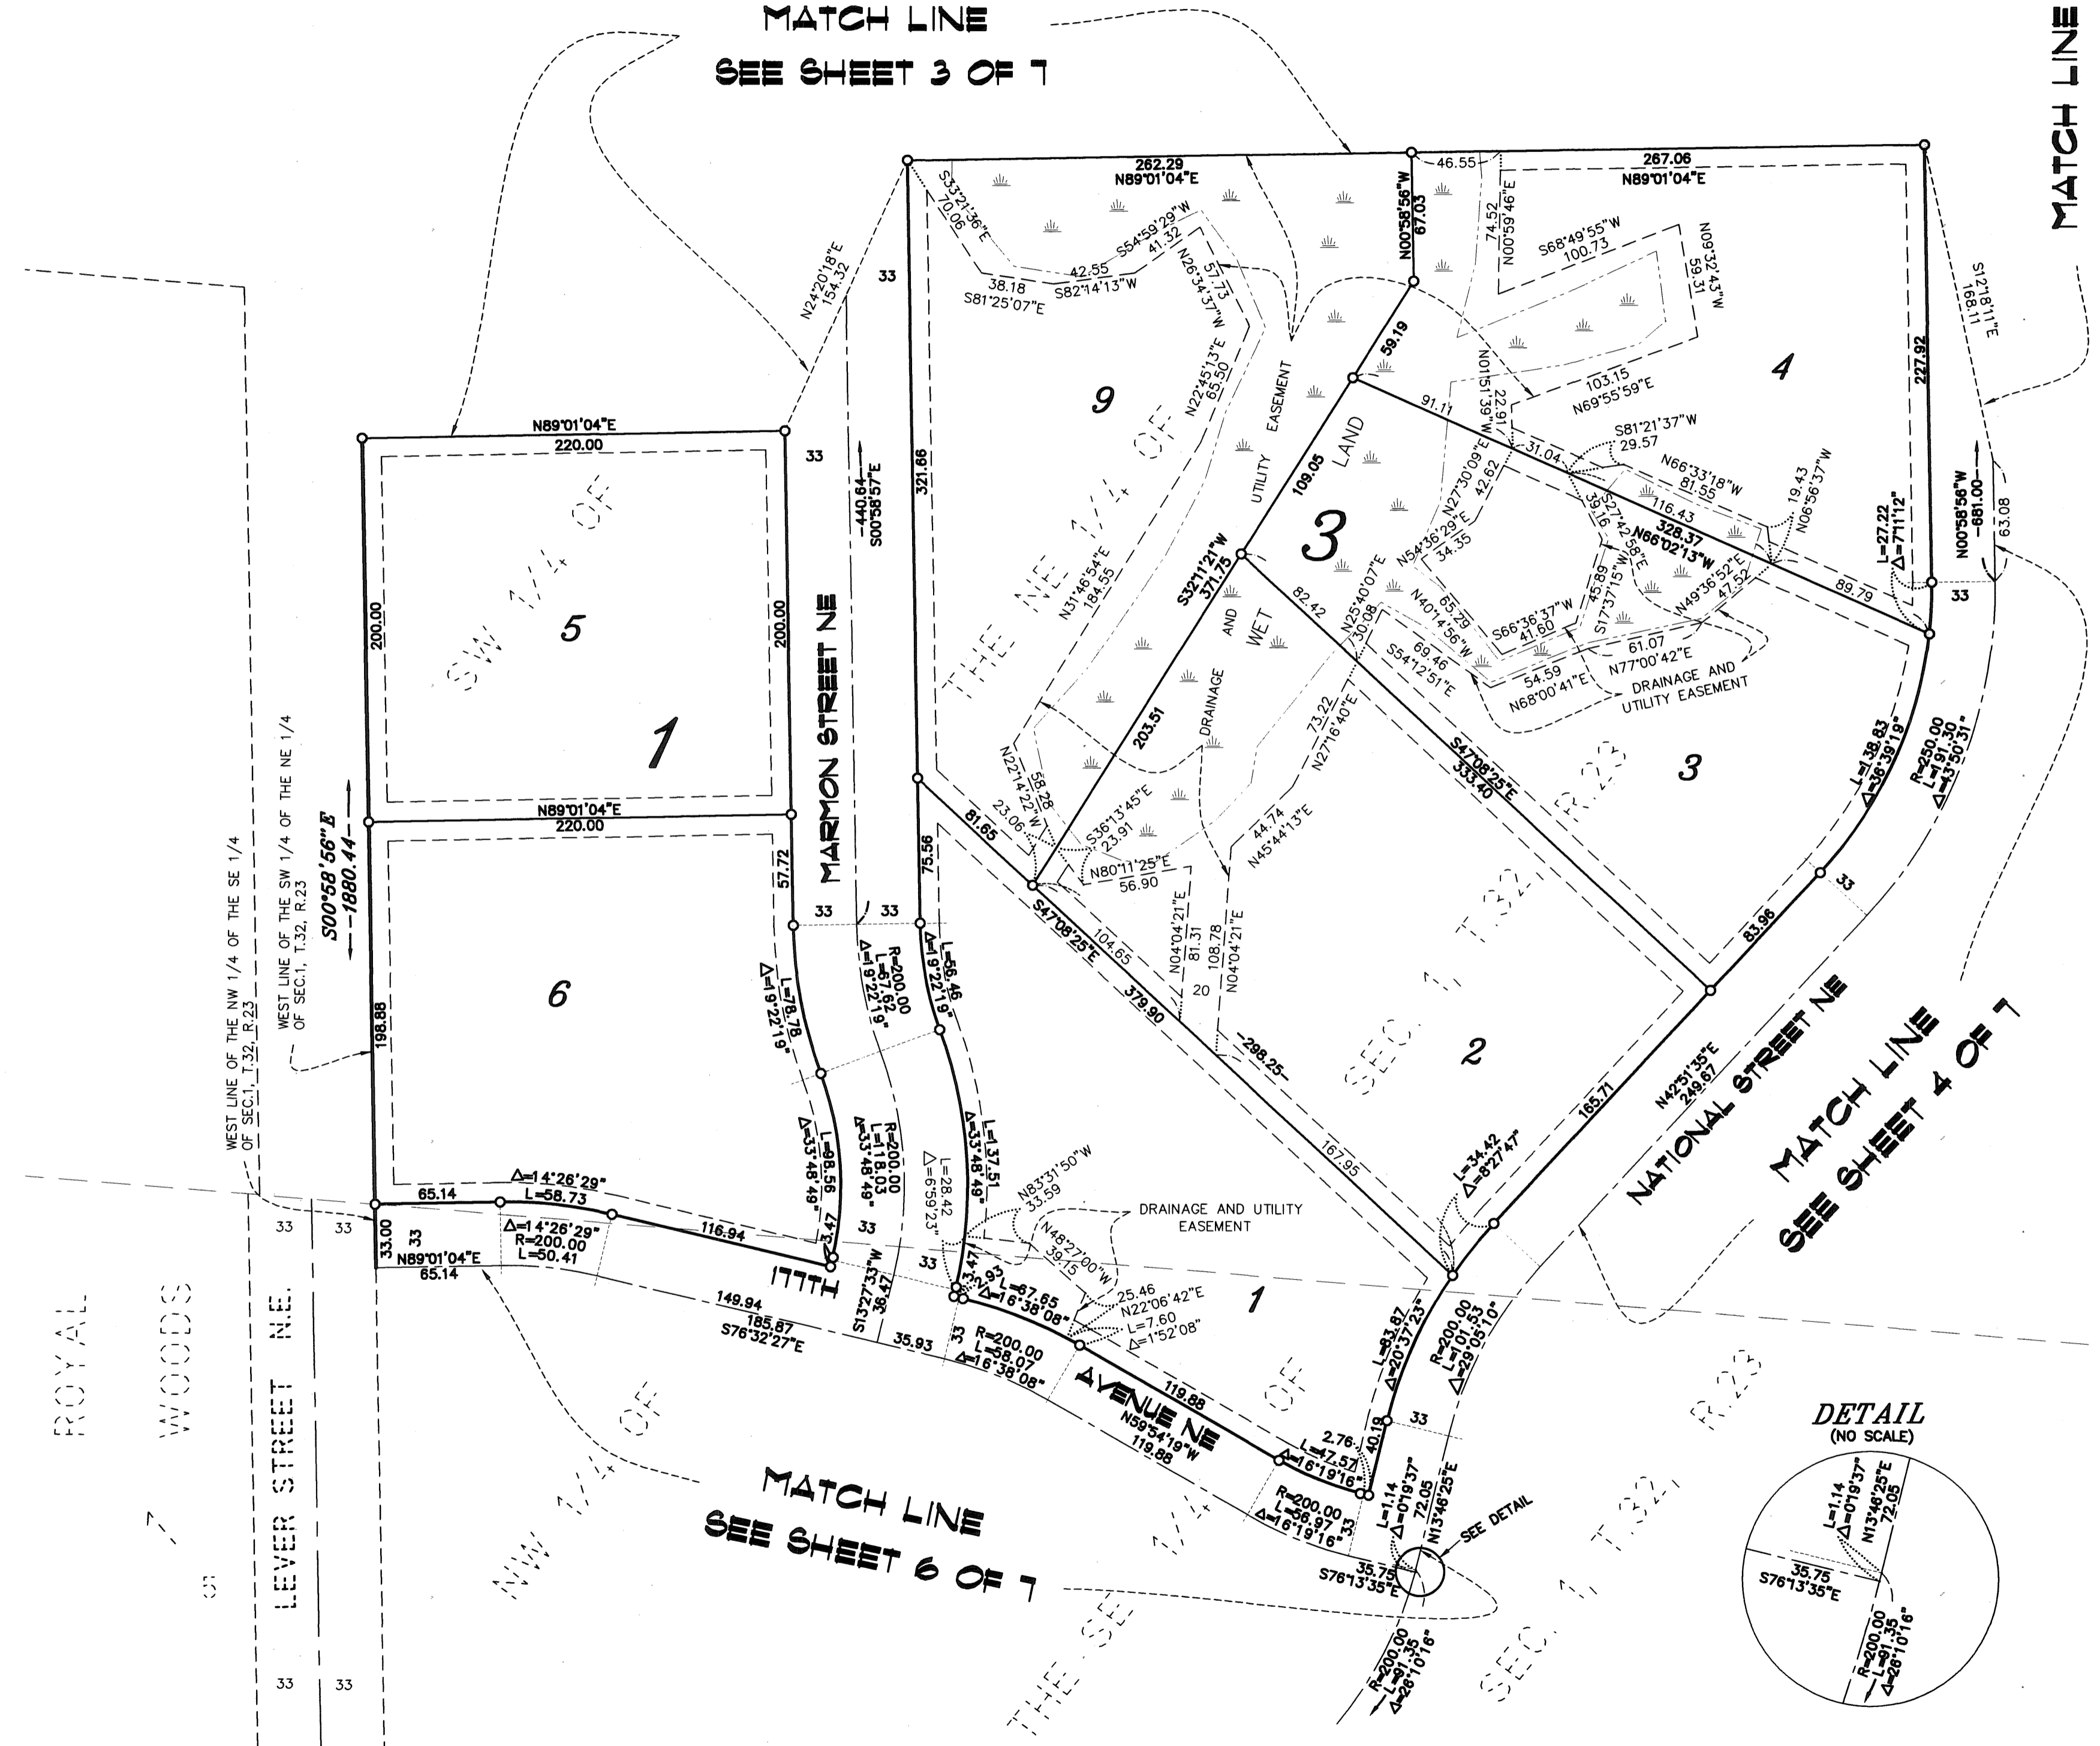 MATCH LINE
SEE SHEET 3 OF 7
MATCH LINE
262.29
N89°01'04"E
46.55
267.06
N89°01'04"E
S33°21'36"E
70.06
38.18
S81°25'07"E
42.55
S82°14'13"W
S54°59'29"W
41.32
N26°34'37"W
57.73
N22°45'13"E
65.50
N31°46'54"E
184.55
N22°14'22"W
58.28
N00°58'56"W
67.03
74.52
N00°59'46"E
S68°49'55"W
100.73
N09°32'43"W
59.31
103.15
N69°55'59"E
N01°51'39"W
22.91
S12°18'11"E
168.11
227.92
4
9
59.19
91.11
31.04
S81°21'37"W
29.57
N66°33'18"W
81.55
116.43
328.37
N66°02'13"W
19.43
N06°56'37"W
89.79
L=27.22
Δ=7°11'12"
N00°58'56"W
-681.00-
63.08
33
N24°20'18"E
154.32
33
N89°01'04"E
220.00
33
-440.64-
S00°58'57"E
321.66
200.00
200.00
5
1
SW 1/4 OF
THE NE 1/4 OF
SEC. 1, T.32, R.23
MARMON STREET NE
N89°01'04"E
220.00
UTILITY EASEMENT
DRAINAGE AND
WET LAND
109.05
3
S32°11'21"W
371.75
203.51
82.42
N27°30'09"E
42.62
N54°36'29"E
34.35
N25°40'07"E
30.08
65.29
N40°14'56"W
69.46
S54°12'51"E
S66°36'37"W
41.60
39.16
S27°42'58"E
45.89
S17°37'15"W
N49°36'52"E
47.52
61.07
N77°00'42"E
54.59
N68°00'41"E
DRAINAGE AND
UTILITY EASEMENT
73.22
N27°16'40"E
44.74
N45°44'13"E
S47°08'25"E
333.40
3
L=138.83
Δ=36°39'19"
R=250.00
L=191.30
Δ=43°50'31"
33
83.96
23.06
S36°13'45"E
23.91
N80°11'25"E
56.90
N04°04'21"E
81.31
108.78
N04°04'21"E
20
81.65
75.56
57.72
33
33
S47°08'25"E
104.65
379.90
-298.25-
167.95
2
165.71
N42°51'35"E
249.67
NATIONAL STREET NE
MATCH LINE
SEE SHEET 4 OF 7
L=34.42
Δ=8°27'47"
WEST LINE OF THE NW 1/4 OF THE SE 1/4
OF SEC.1, T.32, R.23
WEST LINE OF THE SW 1/4 OF THE NE 1/4
OF SEC.1, T.32, R.23
S00°58'56"E
-1880.44-
198.88
6
L=78.78
Δ=19°22'19"
R=200.00
L=67.62
Δ=19°22'19"
L=56.46
Δ=19°22'19"
L=98.56
Δ=33°48'49"
R=200.00
L=118.03
Δ=33°48'49"
L=137.51
Δ=33°48'49"
L=28.42
Δ=6°59'23"
N83°31'50"W
33.59
N48°27'00"W
39.15
DRAINAGE AND UTILITY
EASEMENT
25.46
N22°06'42"E
L=7.60
Δ=1°52'08"
Δ=14°26'29"
65.14
L=58.73
Δ=14°26'29"
R=200.00
L=50.41
116.94
3.47
33
33
33
33
33.00
33
N89°01'04"E
65.14
149.94
185.87
S76°32'27"E
177TH
S13°27'33"W
36.47
3.47
2.93
L=67.65
Δ=16°38'08"
35.93
33
R=200.00
L=58.07
Δ=16°38'08"
1
119.88
AVENUE NE
N59°54'19"W
119.88
L=83.87
Δ=20°37'23"
R=200.00
L=101.53
Δ=29°05'10"
33
40.19
2.76
L=47.57
Δ=16°19'16"
R=200.00
L=56.97
Δ=16°19'16"
33
L=1.14
Δ=0°19'37"
72.05
N13°46'25"E
SEE DETAIL
35.75
S76°13'35"E
R=200.00
L=91.35
Δ=26°10'16"
ROYAL
WOODS
LEVER STREET N.E.
33
33
NW 1/4 OF
THE SE 1/4 OF
SEC. 1, T.32, R.23
MATCH LINE
SEE SHEET 6 OF 7
DETAIL
(NO SCALE)
L=1.14
Δ=0°19'37"
N13°46'25"E
72.05
35.75
S76°13'35"E
R=200.00
L=91.35
Δ=26°10'16"